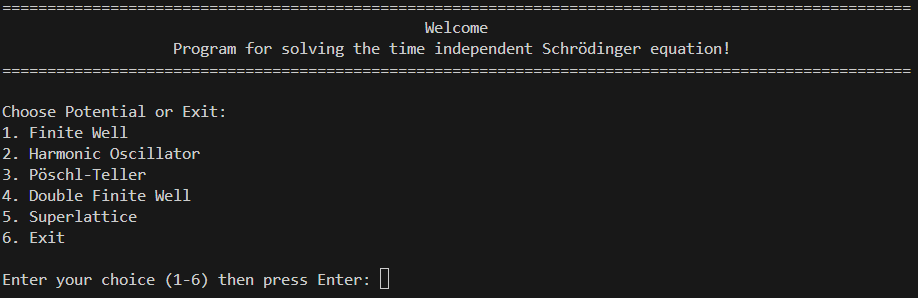 =====================================================================================================
Welcome
Program for solving the time independent Schrödinger equation!
=====================================================================================================
Choose Potential or Exit:
1. Finite Well
2. Harmonic Oscillator
3. Pöschl-Teller
4. Double Finite Well
5. Superlattice
6. Exit
Enter your choice (1-6) then press Enter: